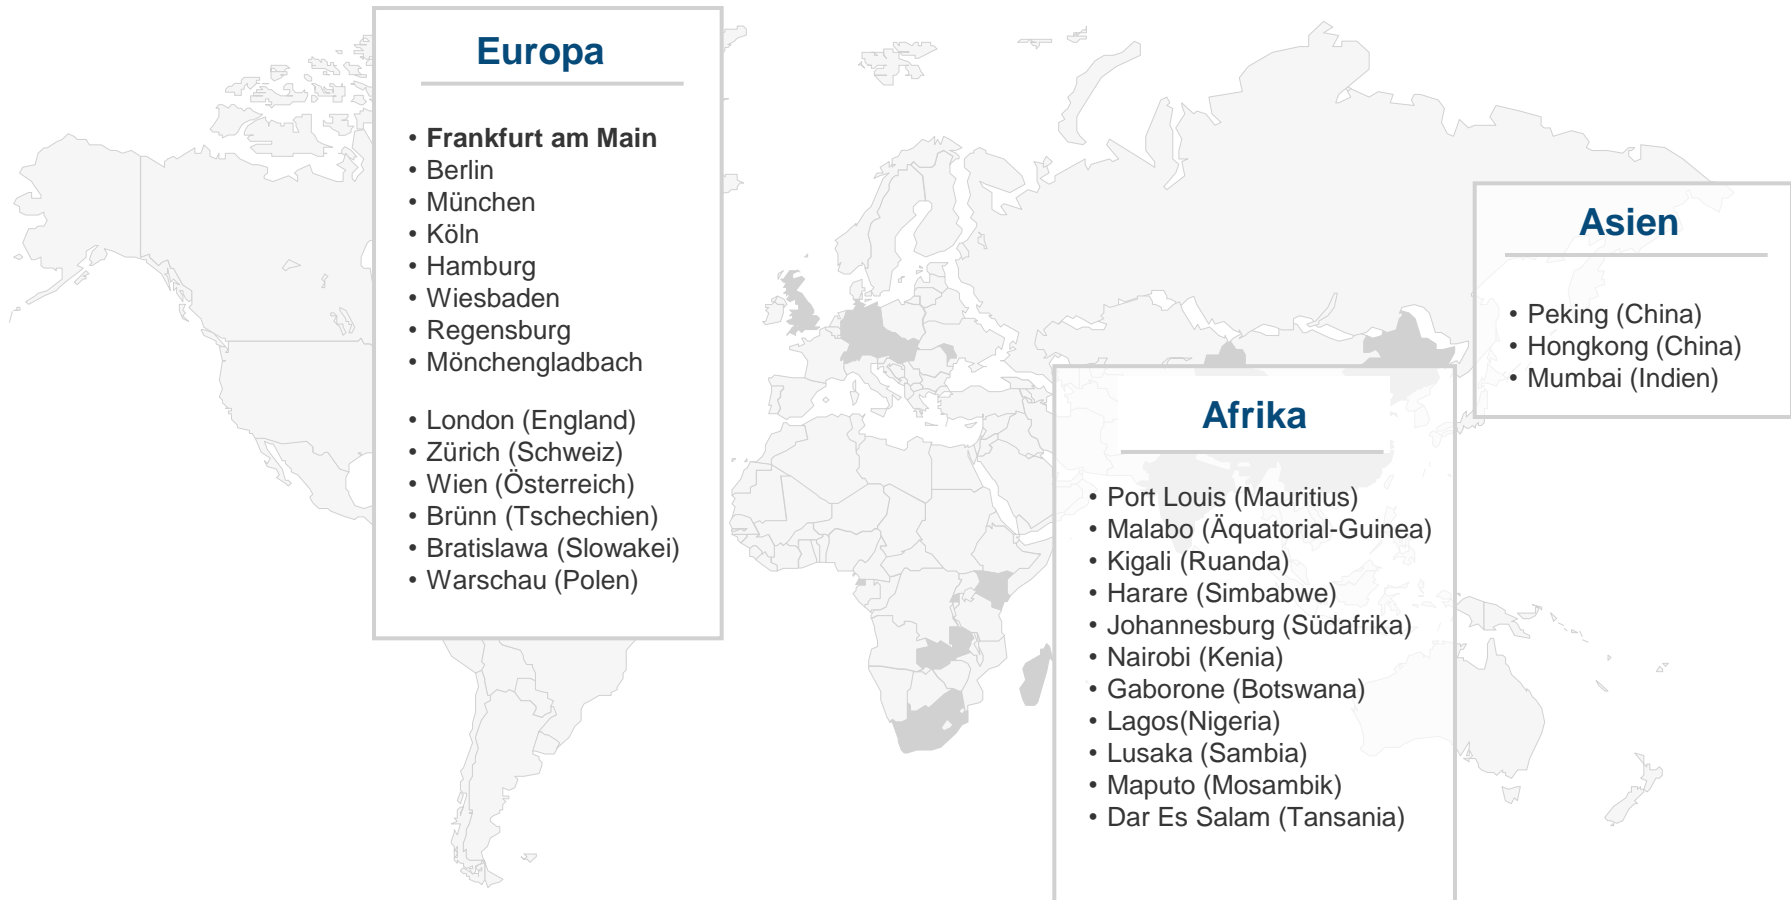 Europa
• Frankfurt am Main
• Berlin
• München
• Köln
• Hamburg
• Wiesbaden
• Regensburg
• Mönchengladbach
• London (England)
• Zürich (Schweiz)
• Wien (Österreich)
• Brünn (Tschechien)
• Bratislawa (Slowakei)
• Warschau (Polen)
Afrika
• Port Louis (Mauritius)
• Malabo (Äquatorial-Guinea)
• Kigali (Ruanda)
• Harare (Simbabwe)
• Johannesburg (Südafrika)
• Nairobi (Kenia)
• Gaborone (Botswana)
• Lagos(Nigeria)
• Lusaka (Sambia)
• Maputo (Mosambik)
• Dar Es Salam (Tansania)
Asien
• Peking (China)
• Hongkong (China)
• Mumbai (Indien)